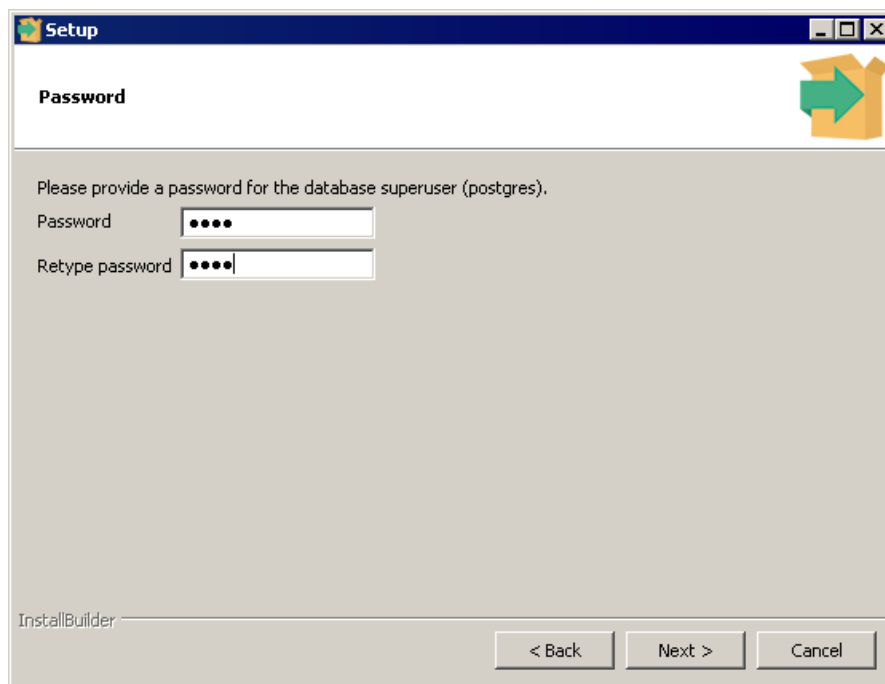 Setup
Password
Please provide a password for the database superuser (postgres).
Password ●●●●
Retype password ●●●●
InstallBuilder
< Back Next > Cancel